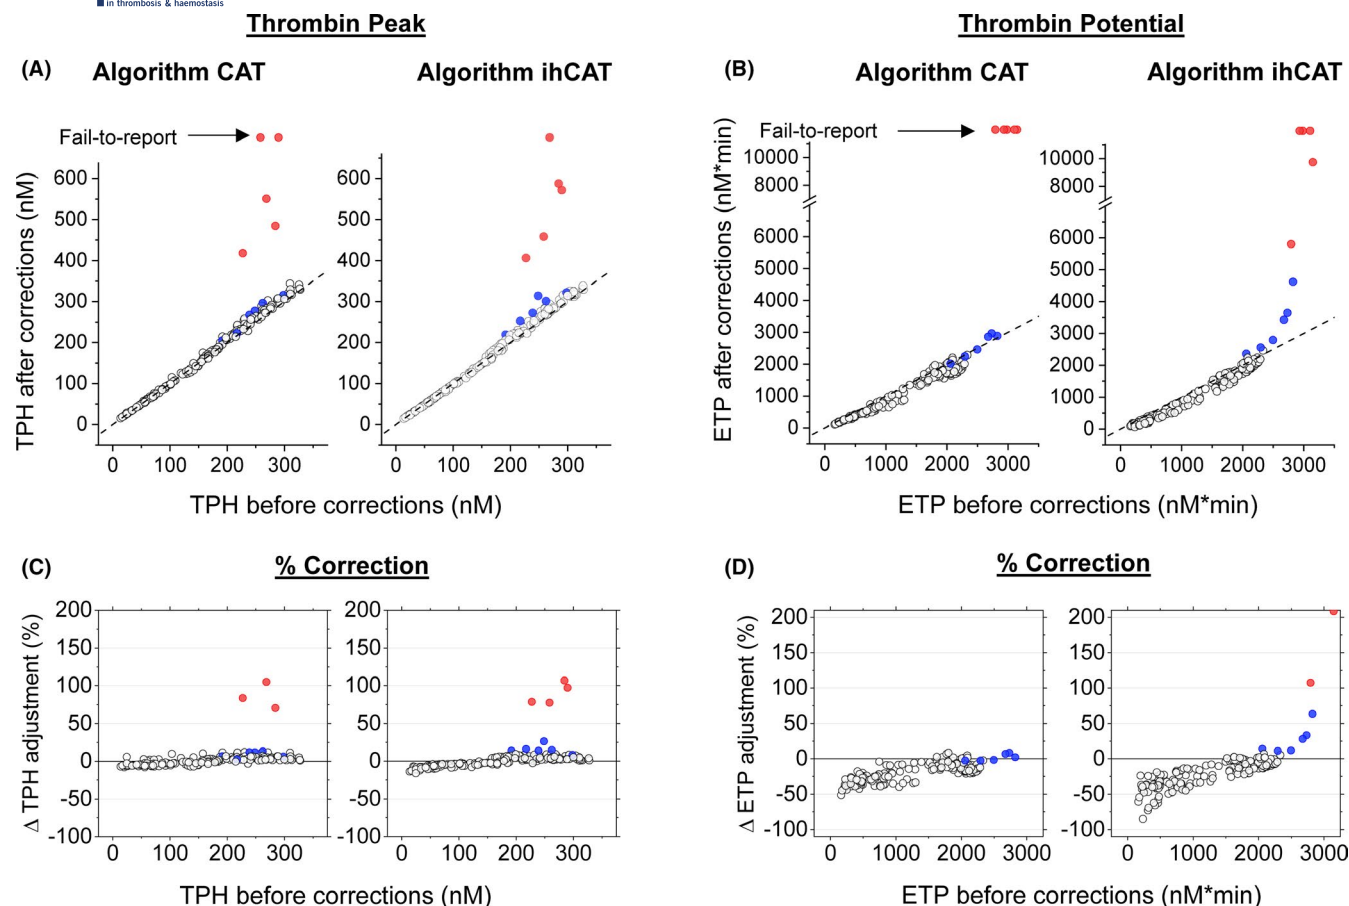 in thrombosis & haemostasis
Thrombin Peak
Thrombin Potential
(A) Algorithm CAT Algorithm ihCAT
(B) Algorithm CAT Algorithm ihCAT
Fail-to-report
Fail-to-report
TPH after corrections (nM)
600
500
400
300
200
100
0
0 100 200 300
600
500
400
300
200
100
0
0 100 200 300
TPH before corrections (nM)
ETP after corrections (nM*min)
10000
8000
6000
5000
4000
3000
2000
1000
0
0 1000 2000 3000
10000
8000
6000
5000
4000
3000
2000
1000
0
0 1000 2000 3000
ETP before corrections (nM*min)
(C) % Correction
Δ TPH adjustment (%)
200
150
100
50
0
-50
-100
0 100 200 300
200
150
100
50
0
-50
-100
0 100 200 300
TPH before corrections (nM)
(D) % Correction
Δ ETP adjustment (%)
200
150
100
50
0
-50
-100
0 1000 2000 3000
200
150
100
50
0
-50
-100
0 1000 2000 3000
ETP before corrections (nM*min)